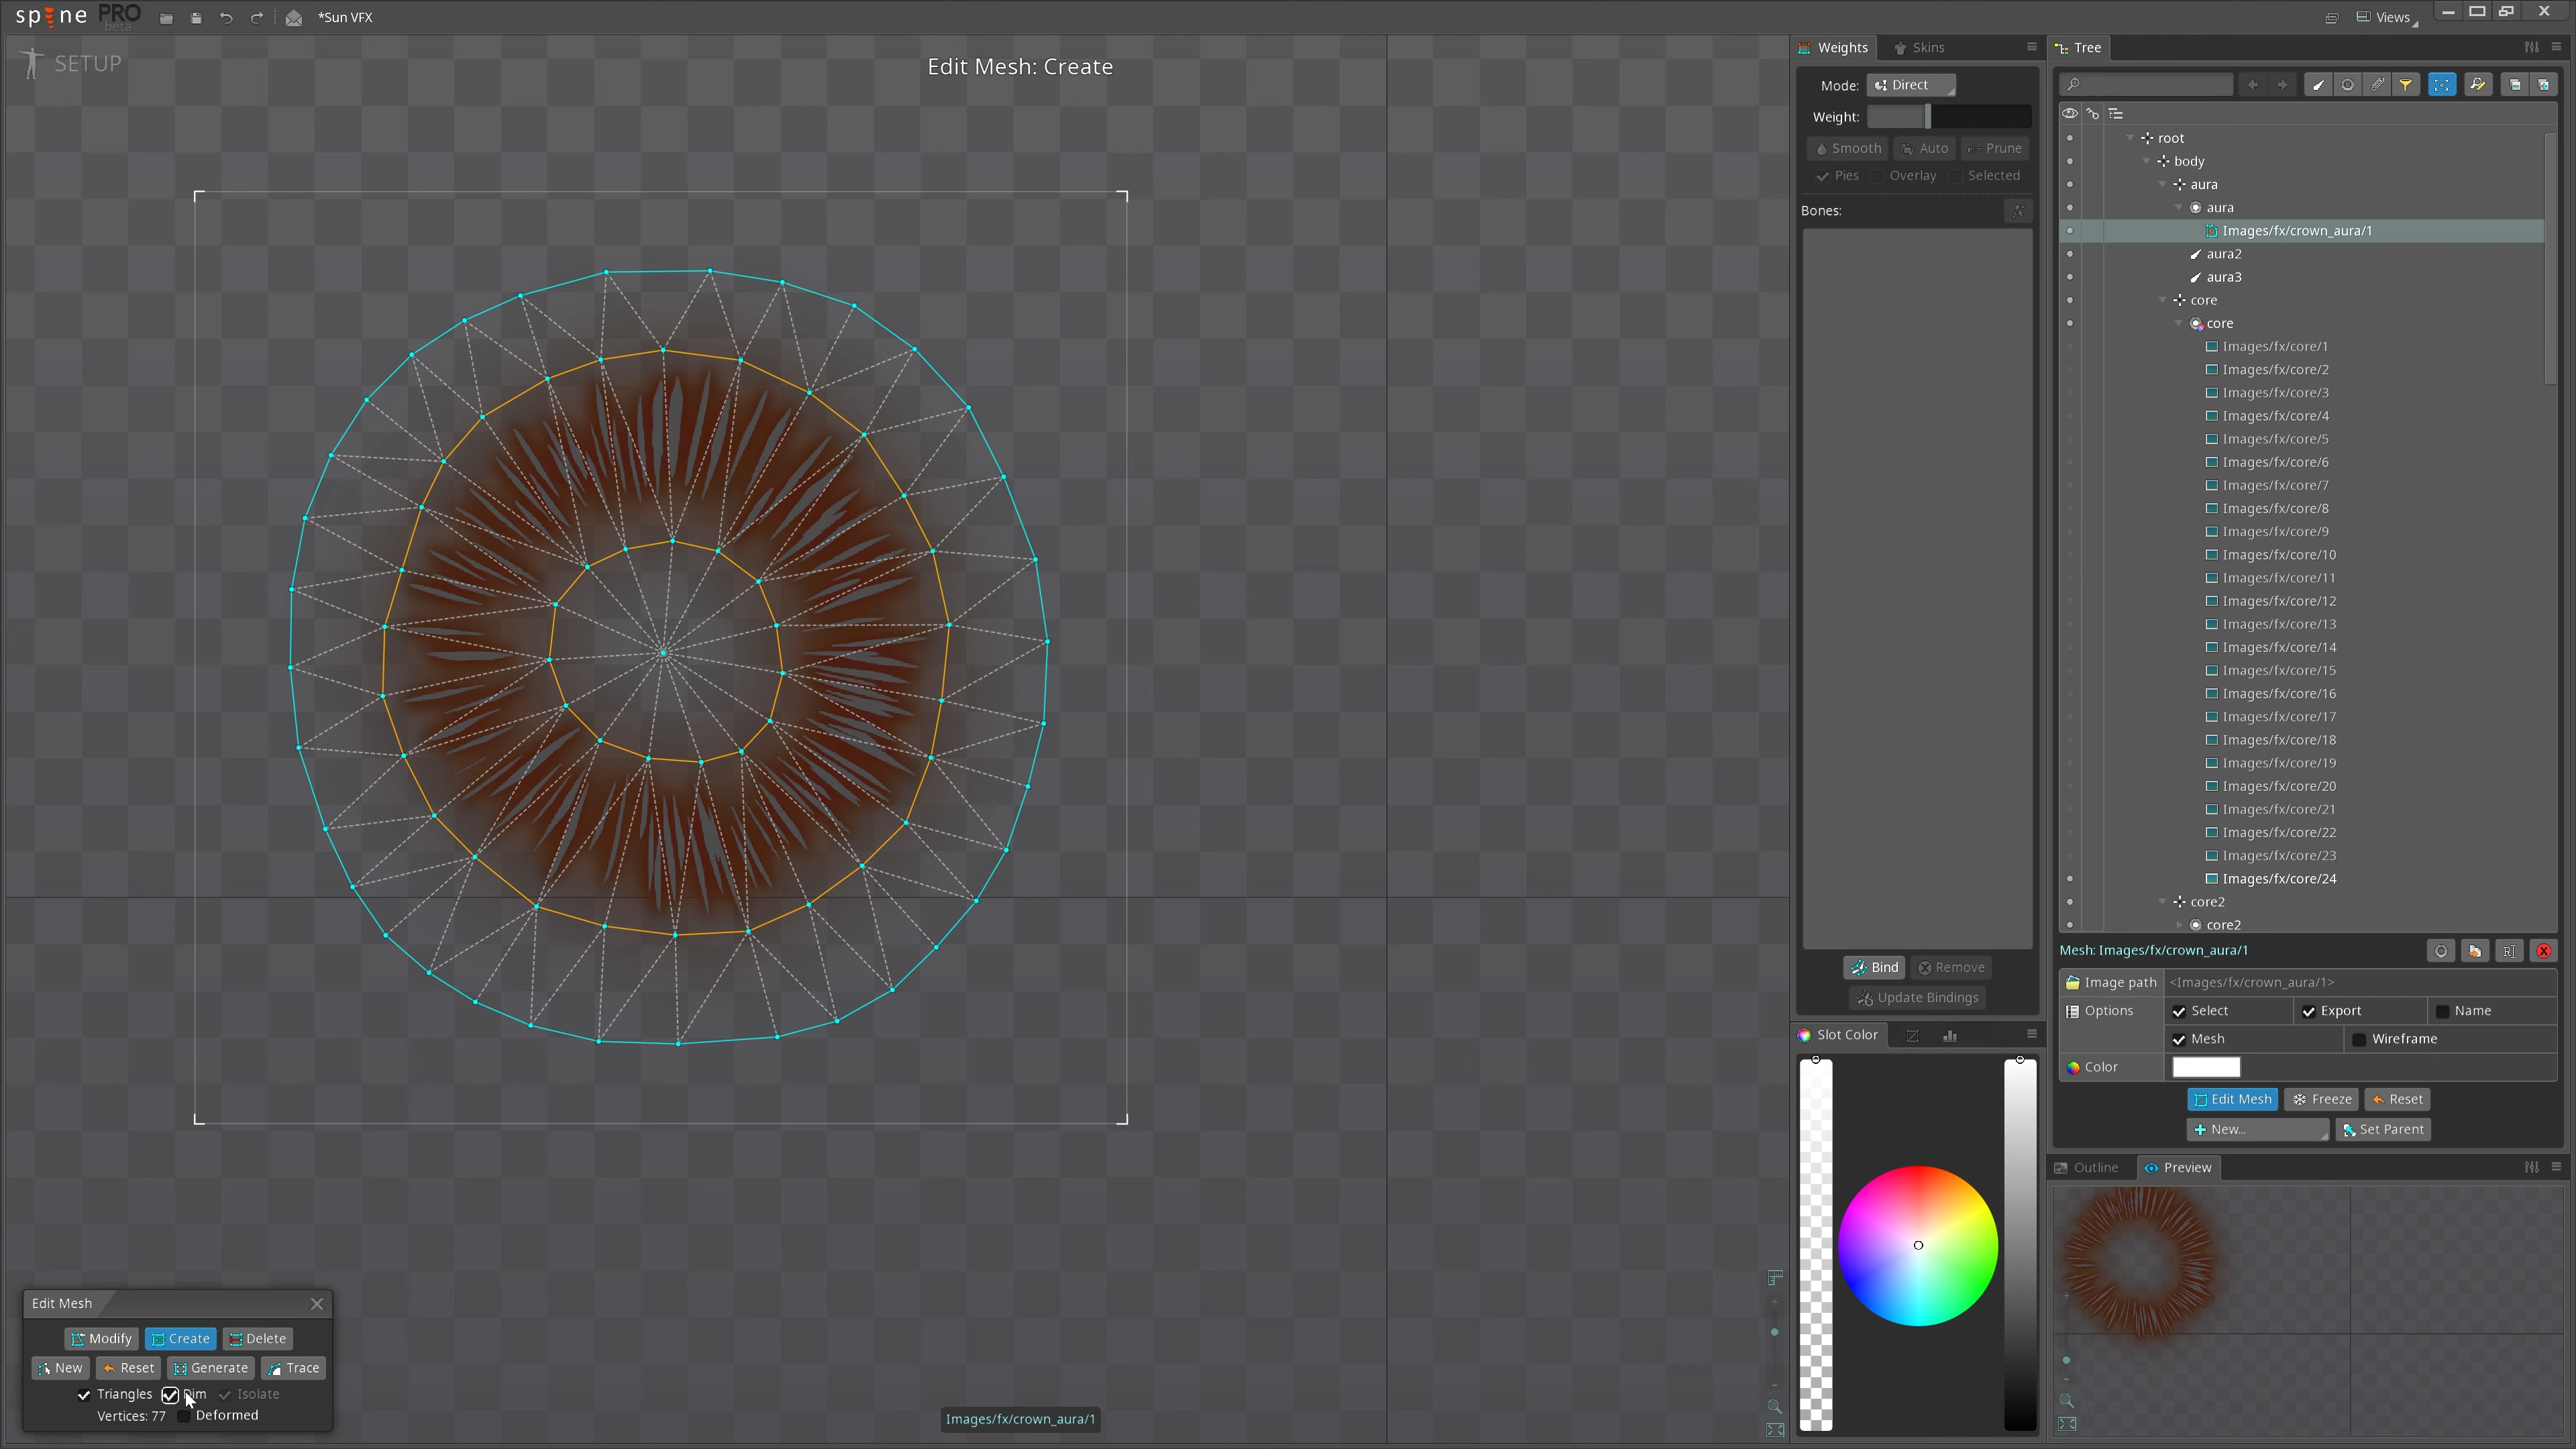 spine PRO
beta
*Sun VFX
Views
SETUP
Edit Mesh: Create
Weights
Skins
Mode:
Direct
Weight:
Smooth
Auto
Prune
Pies
Overlay
Selected
Bones:
Bind
Remove
Update Bindings
Slot Color
Tree
root
body
aura
aura
Images/fx/crown_aura/1
aura2
aura3
core
core
Images/fx/core/1
Images/fx/core/2
Images/fx/core/3
Images/fx/core/4
Images/fx/core/5
Images/fx/core/6
Images/fx/core/7
Images/fx/core/8
Images/fx/core/9
Images/fx/core/10
Images/fx/core/11
Images/fx/core/12
Images/fx/core/13
Images/fx/core/14
Images/fx/core/15
Images/fx/core/16
Images/fx/core/17
Images/fx/core/18
Images/fx/core/19
Images/fx/core/20
Images/fx/core/21
Images/fx/core/22
Images/fx/core/23
Images/fx/core/24
core2
core2
Mesh: Images/fx/crown_aura/1
Image path
<Images/fx/crown_aura/1>
Options
Select
Export
Name
Mesh
Wireframe
Color
Edit Mesh
Freeze
Reset
New...
Set Parent
Outline
Preview
Edit Mesh
Modify
Create
Delete
New
Reset
Generate
Trace
Triangles
Dim
Isolate
Vertices: 77
Deformed
Images/fx/crown_aura/1